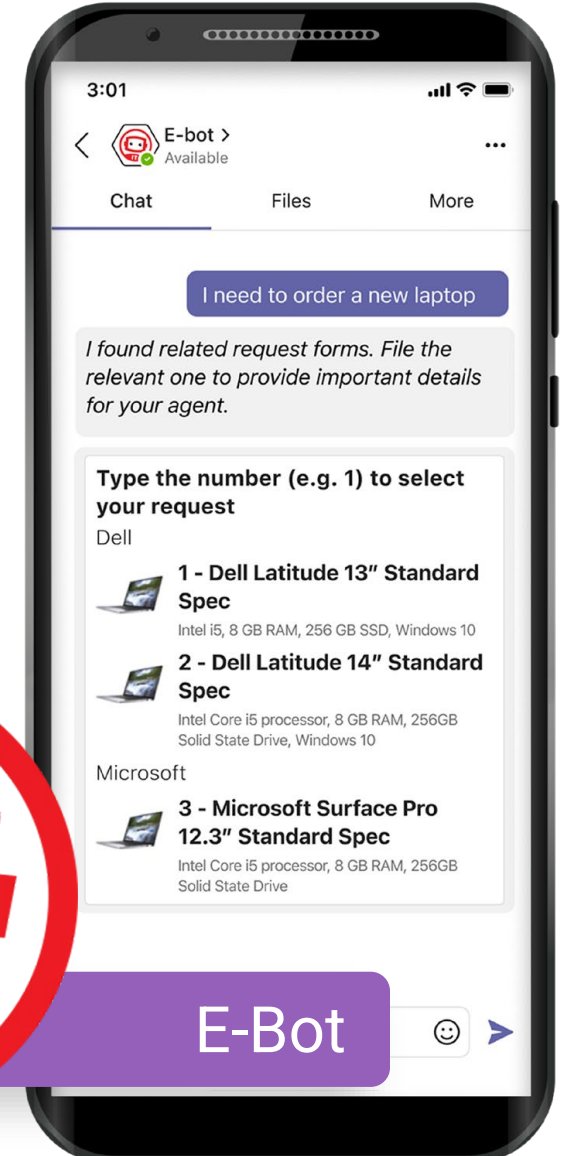 3:01
E-bot >
Available
Chat Files More
I need to order a new laptop
I found related request forms. File the
relevant one to provide important details
for your agent.
Type the number (e.g. 1) to select
your request
Dell
1 - Dell Latitude 13” Standard
Spec
Intel i5, 8 GB RAM, 256 GB SSD, Windows 10
2 - Dell Latitude 14” Standard
Spec
Intel Core i5 processor, 8 GB RAM, 256GB
Solid State Drive, Windows 10
Microsoft
3 - Microsoft Surface Pro
12.3” Standard Spec
Intel Core i5 processor, 8 GB RAM, 256GB
Solid State Drive
E-Bot